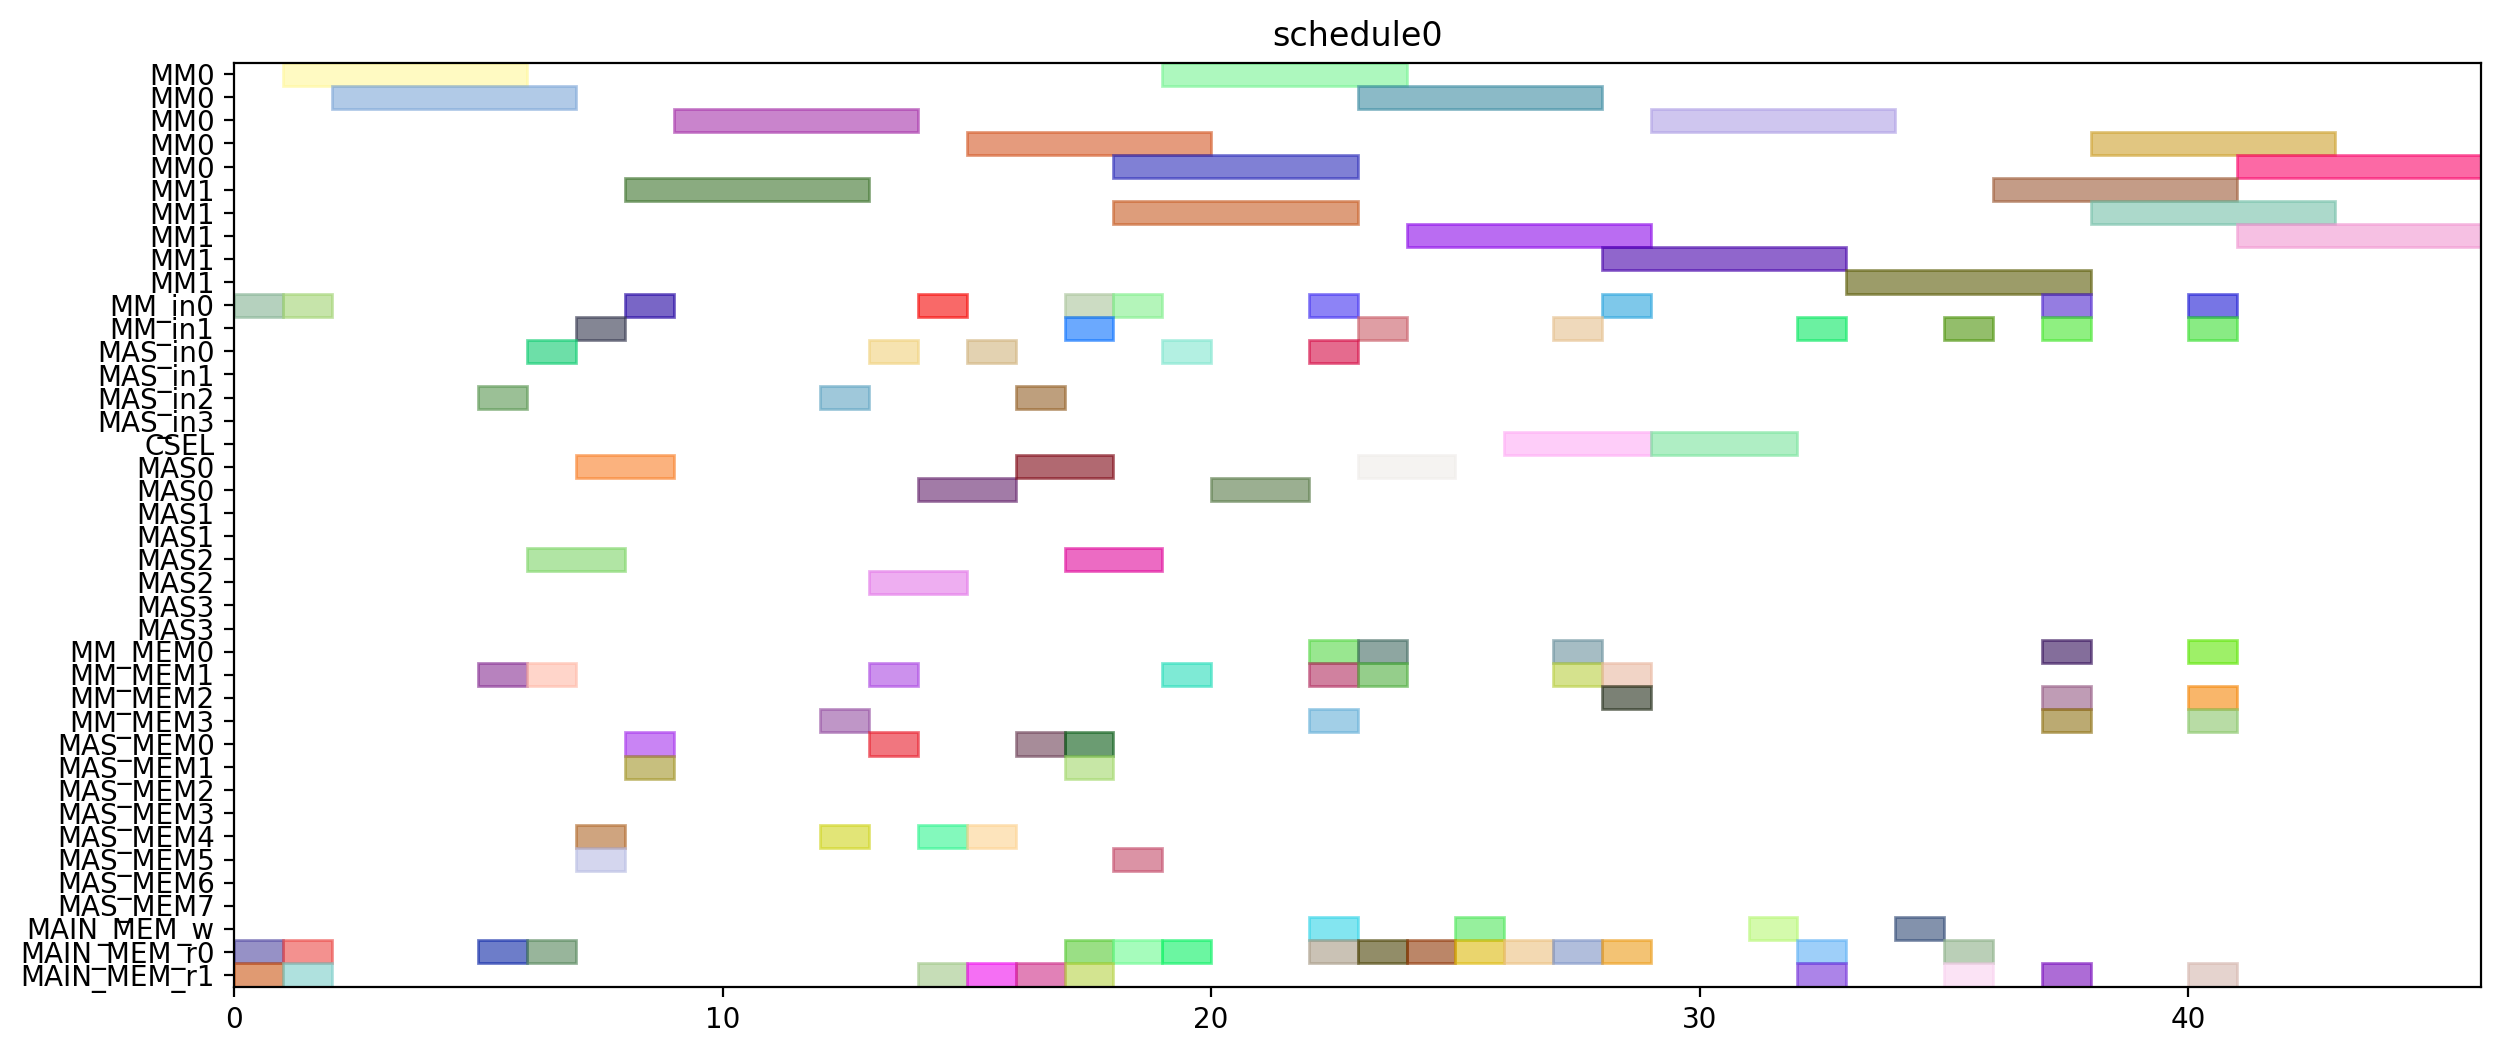 schedule0
MM0
MM0
MM0
MM0
MM0
MM1
MM1
MM1
MM1
MM1
MM_in0
MM_in1
MAS_in0
MAS_in1
MAS_in2
MAS_in3
CSEL
MAS0
MAS0
MAS1
MAS1
MAS2
MAS2
MAS3
MAS3
MM_MEM0
MM_MEM1
MM_MEM2
MM_MEM3
MAS_MEM0
MAS_MEM1
MAS_MEM2
MAS_MEM3
MAS_MEM4
MAS_MEM5
MAS_MEM6
MAS_MEM7
MAIN_MEM_w
MAIN_MEM_r0
MAIN_MEM_r1
0 10 20 30 40